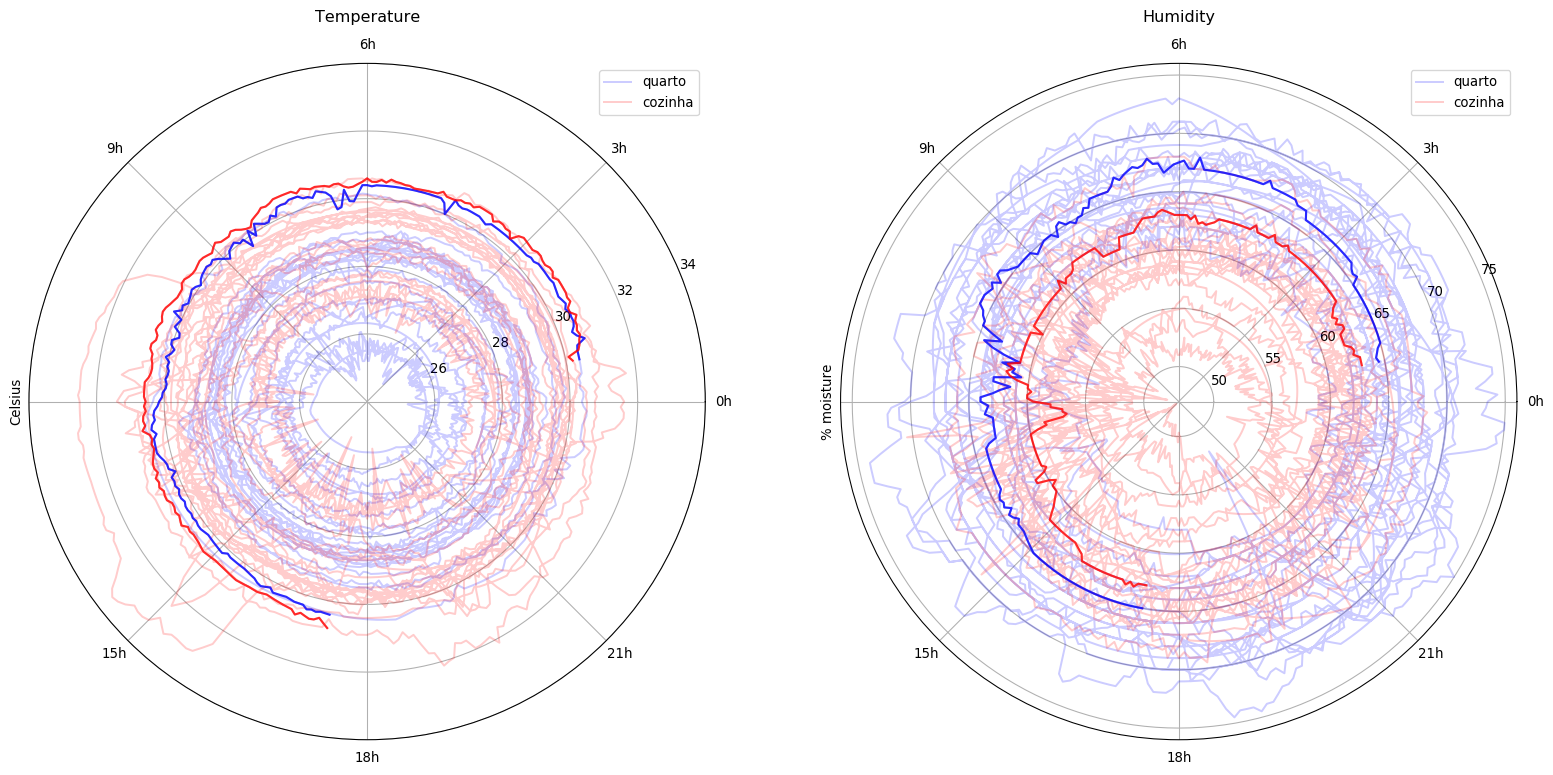 Temperature
6h
quarto
cozinha
9h
3h
34
32
30
28
26
Celsius
0h
15h
21h
18h
Humidity
6h
quarto
cozinha
9h
3h
75
70
65
60
55
50
% moisture
0h
15h
21h
18h